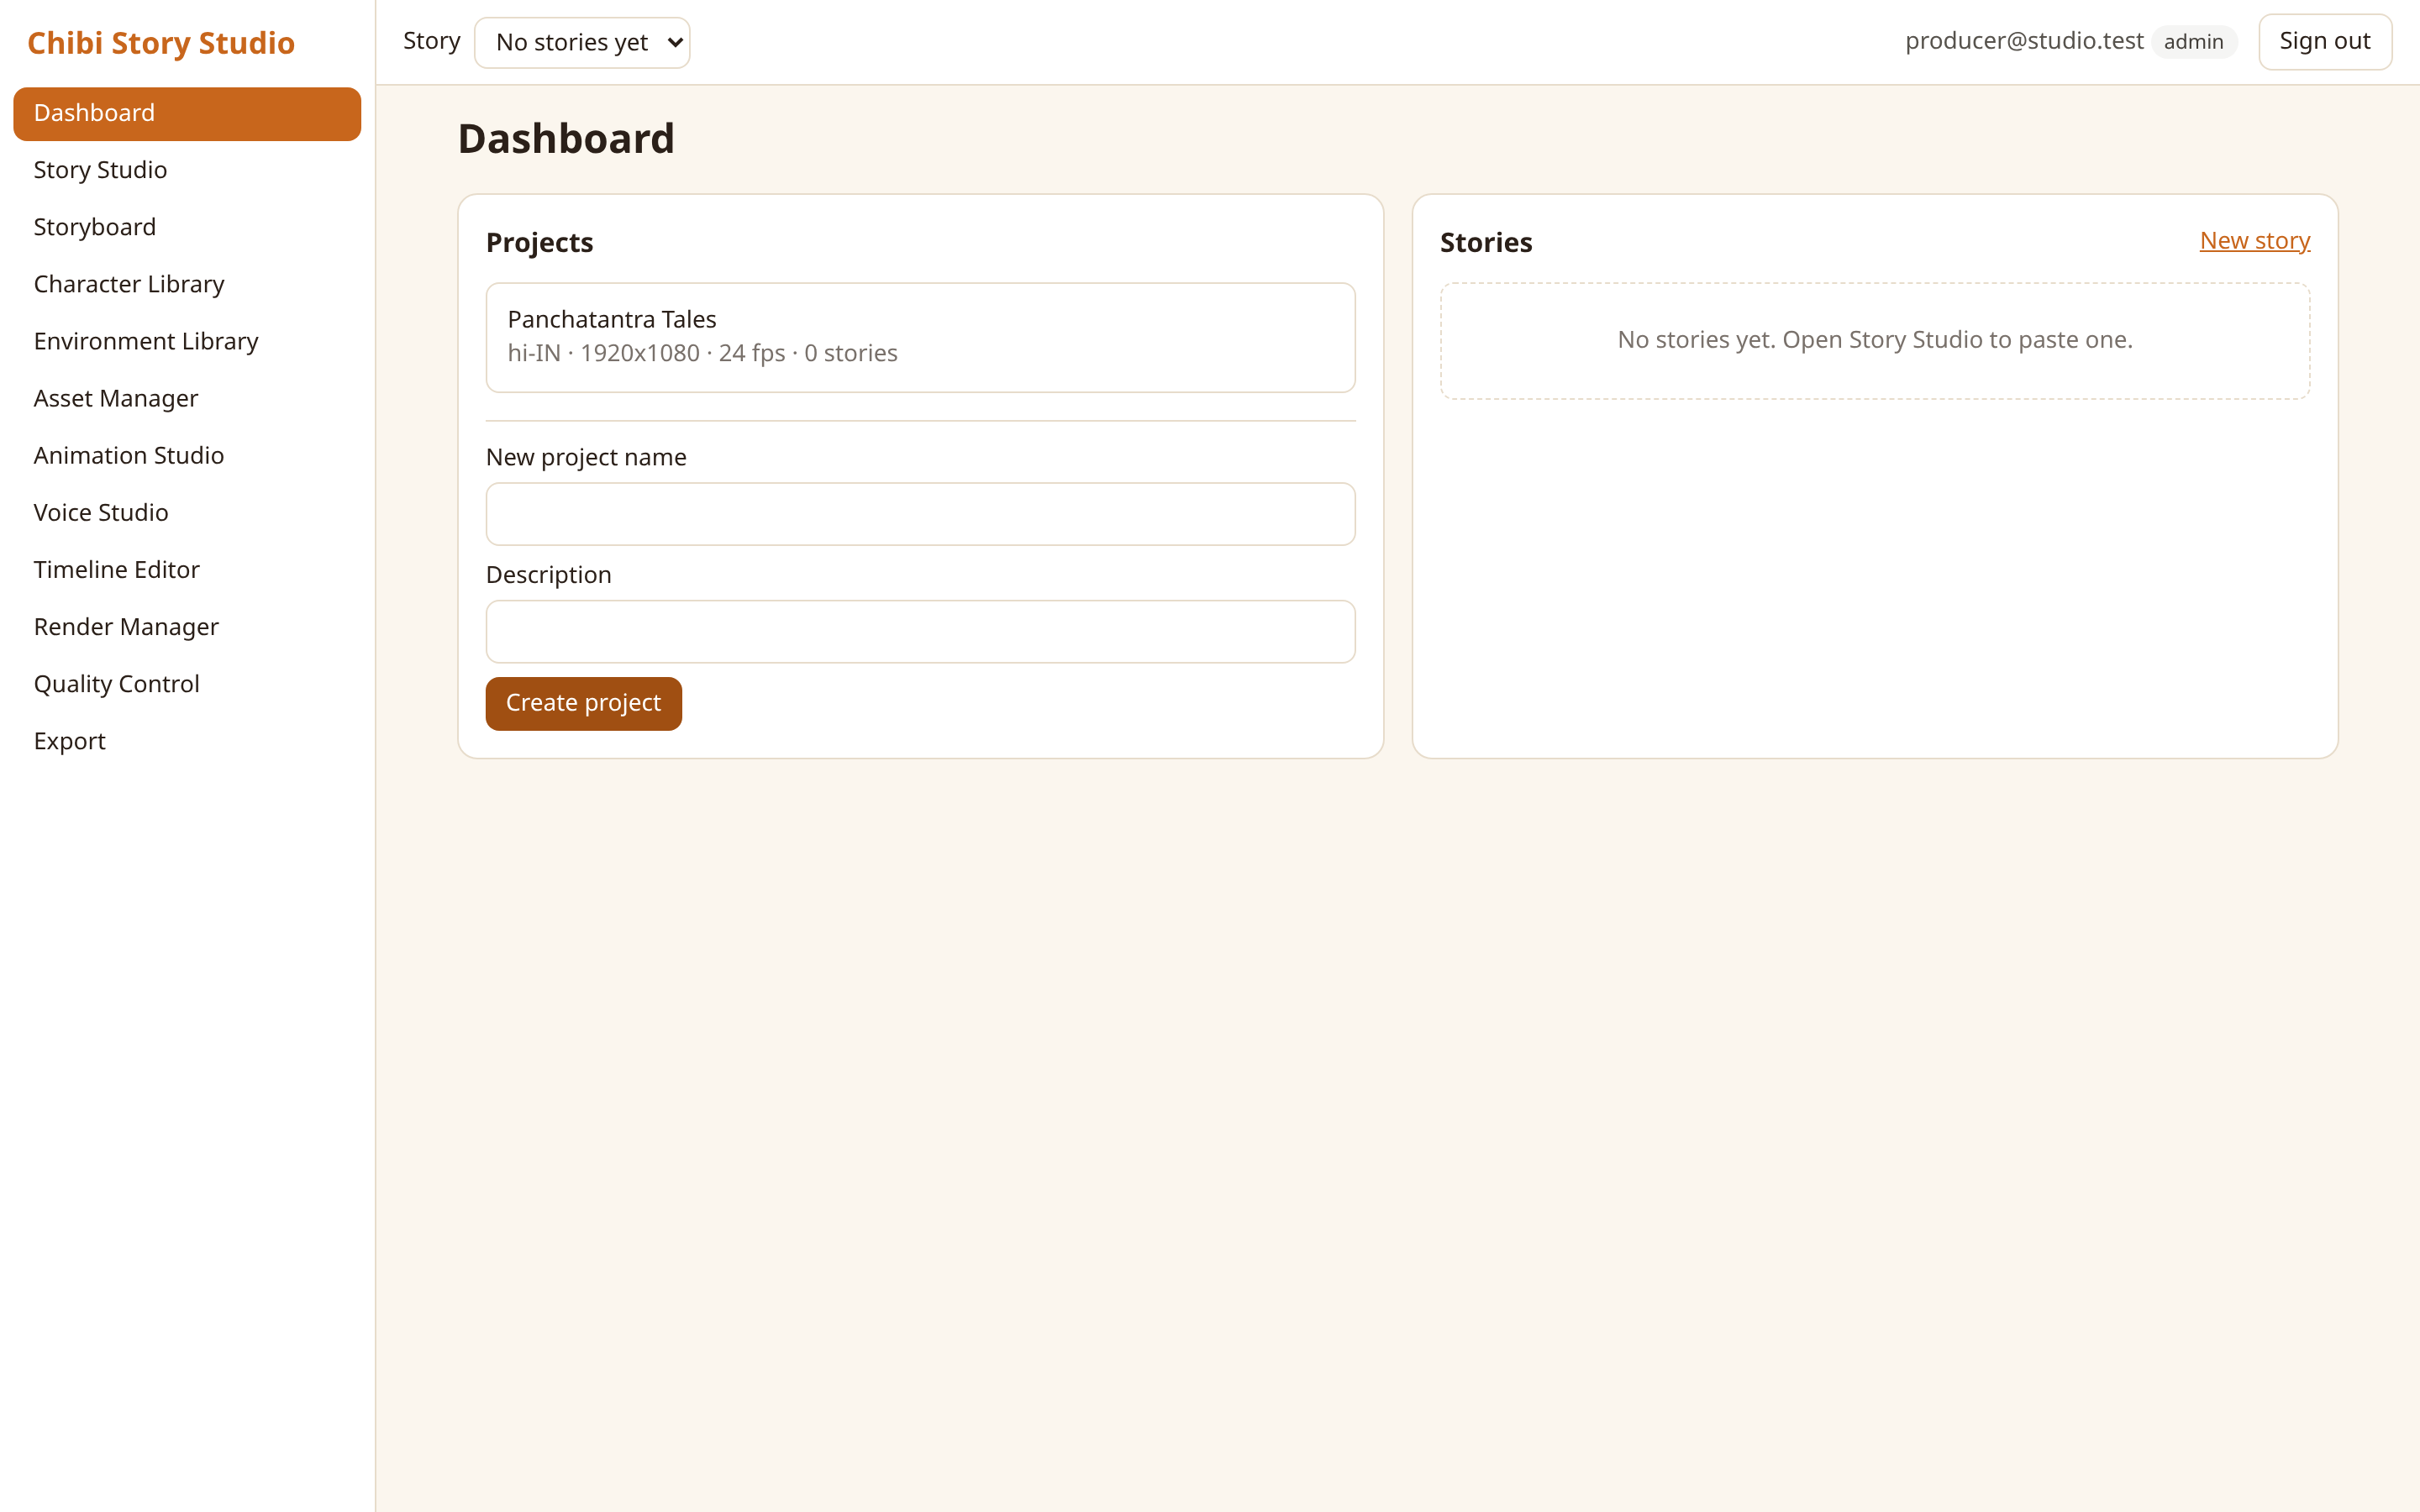 Chibi Story Studio
Dashboard
Story Studio
Storyboard
Character Library
Environment Library
Asset Manager
Animation Studio
Voice Studio
Timeline Editor
Render Manager
Quality Control
Export
Story
No stories yet
producer@studio.test
admin
Sign out
Dashboard
Projects
Panchatantra Tales
hi-IN · 1920x1080 · 24 fps · 0 stories
New project name
Description
Create project
Stories
New story
No stories yet. Open Story Studio to paste one.